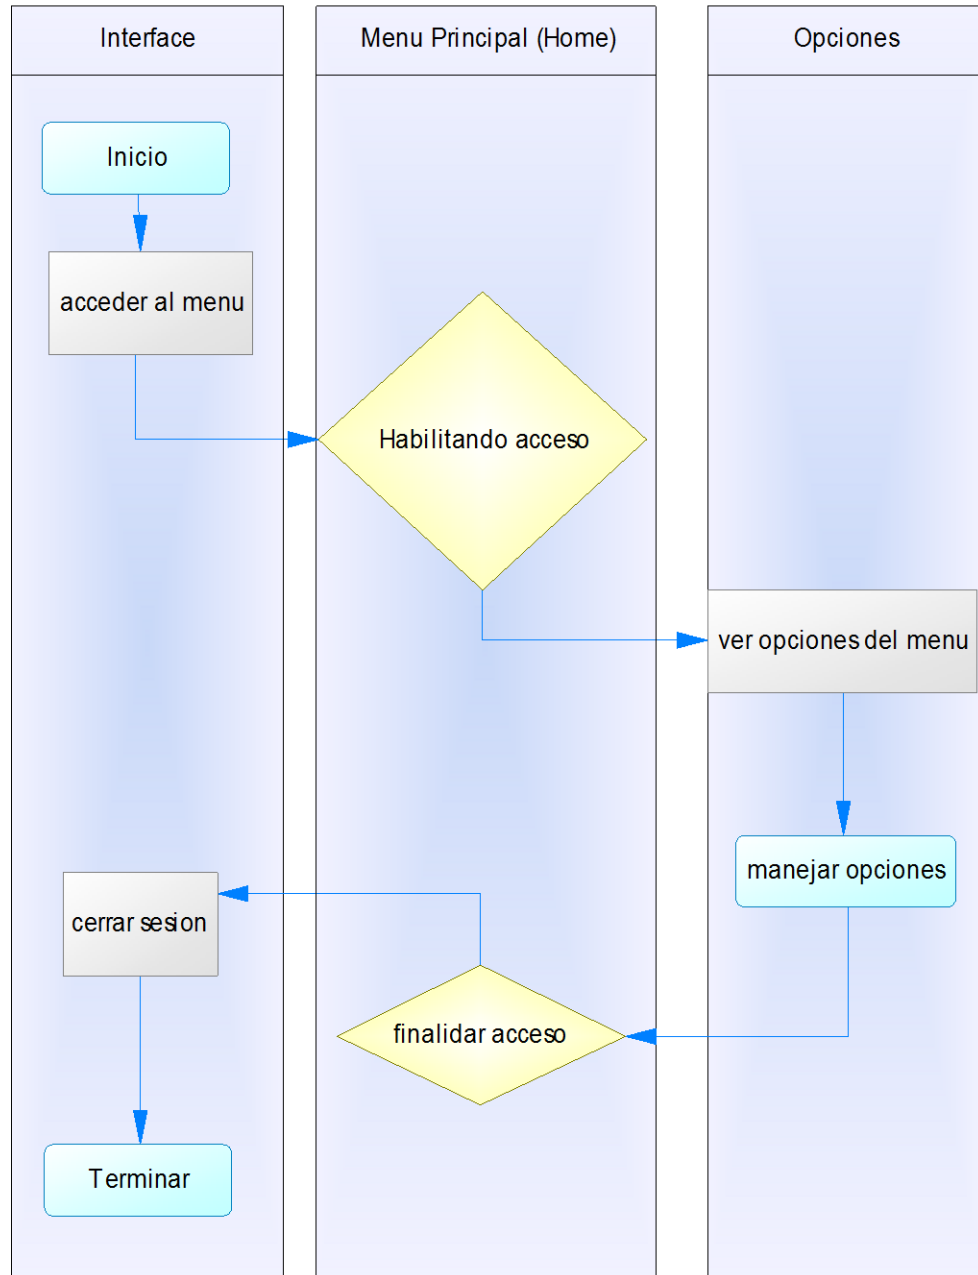 Interface
Menu Principal (Home)
Opciones
Inicio
acceder al menu
Habilitando acceso
ver opciones del menu
manejar opciones
cerrar sesion
finalidar acceso
Terminar